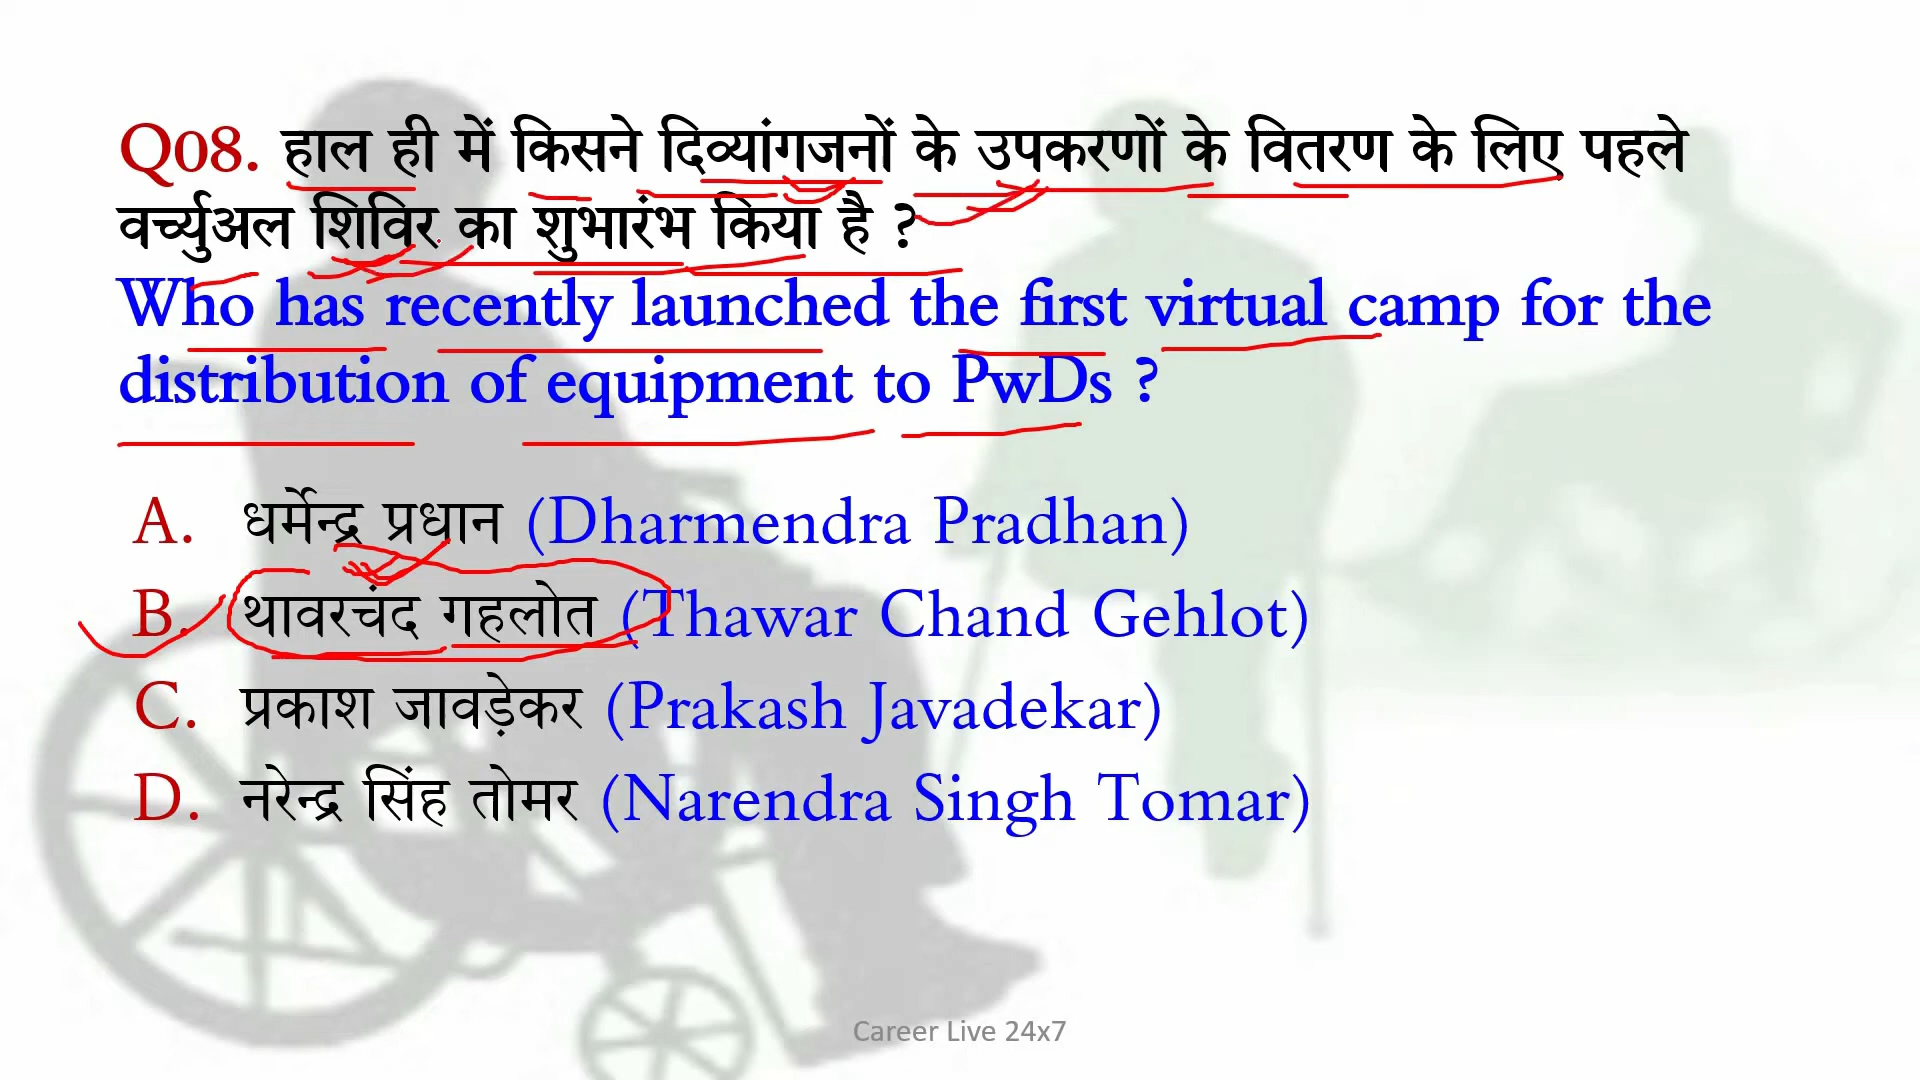 Q08. हाल ही में किसने दिव्यांगजनों के उपकरणों के वितरण के लिए पहले
वर्च्युअल शिविर का शुभारंभ किया है ?
Who has recently launched the first virtual camp for the
distribution of equipment to PwDs ?
A. धर्मेन्द्र प्रधान (Dharmendra Pradhan)
B. थावरचंद गहलोत (Thawar Chand Gehlot)
C. प्रकाश जावड़ेकर (Prakash Javadekar)
D. नरेन्द्र सिंह तोमर (Narendra Singh Tomar)
Career Live 24x7